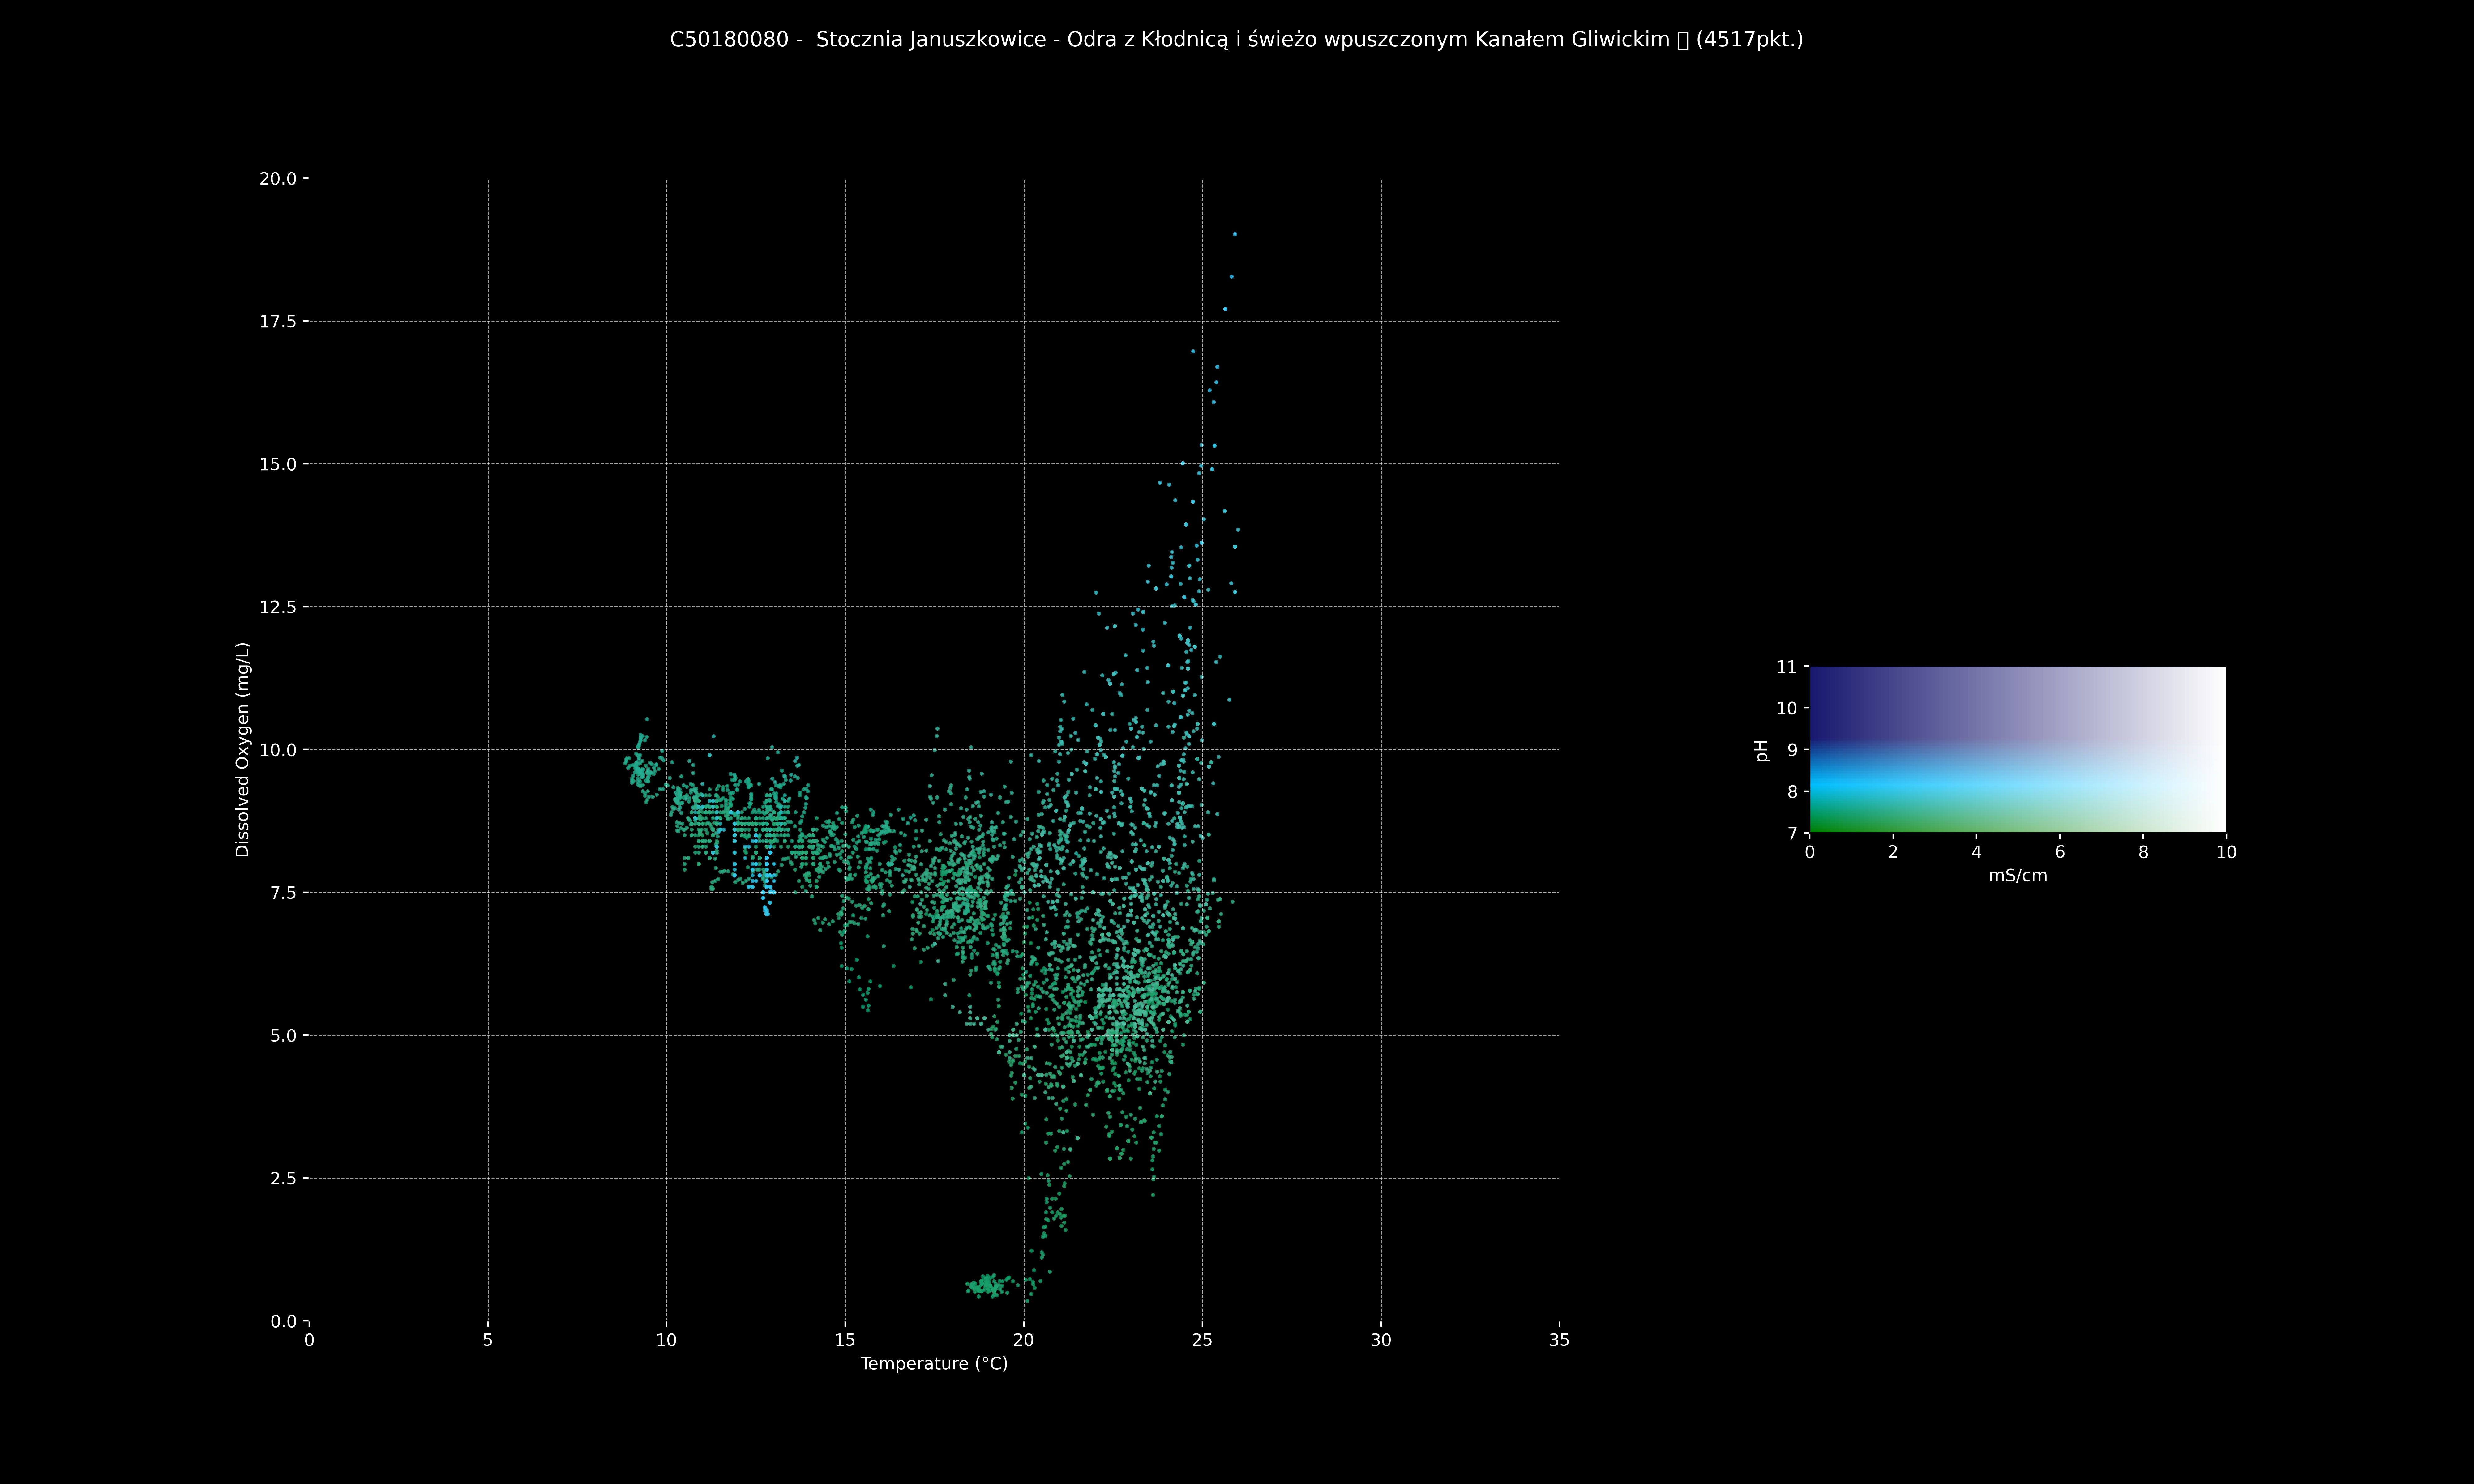 C50180080 -  Stocznia Januszkowice - Odra z Kłodnicą i świeżo wpuszczonym Kanałem Gliwickim ▯ (4517pkt.)
20.0
17.5
15.0
12.5
10.0
7.5
5.0
2.5
0.0
Dissolved Oxygen (mg/L)
0 5 10 15 20 25 30 35
Temperature (°C)
11
10
9
8
7
pH
0 2 4 6 8 10
mS/cm